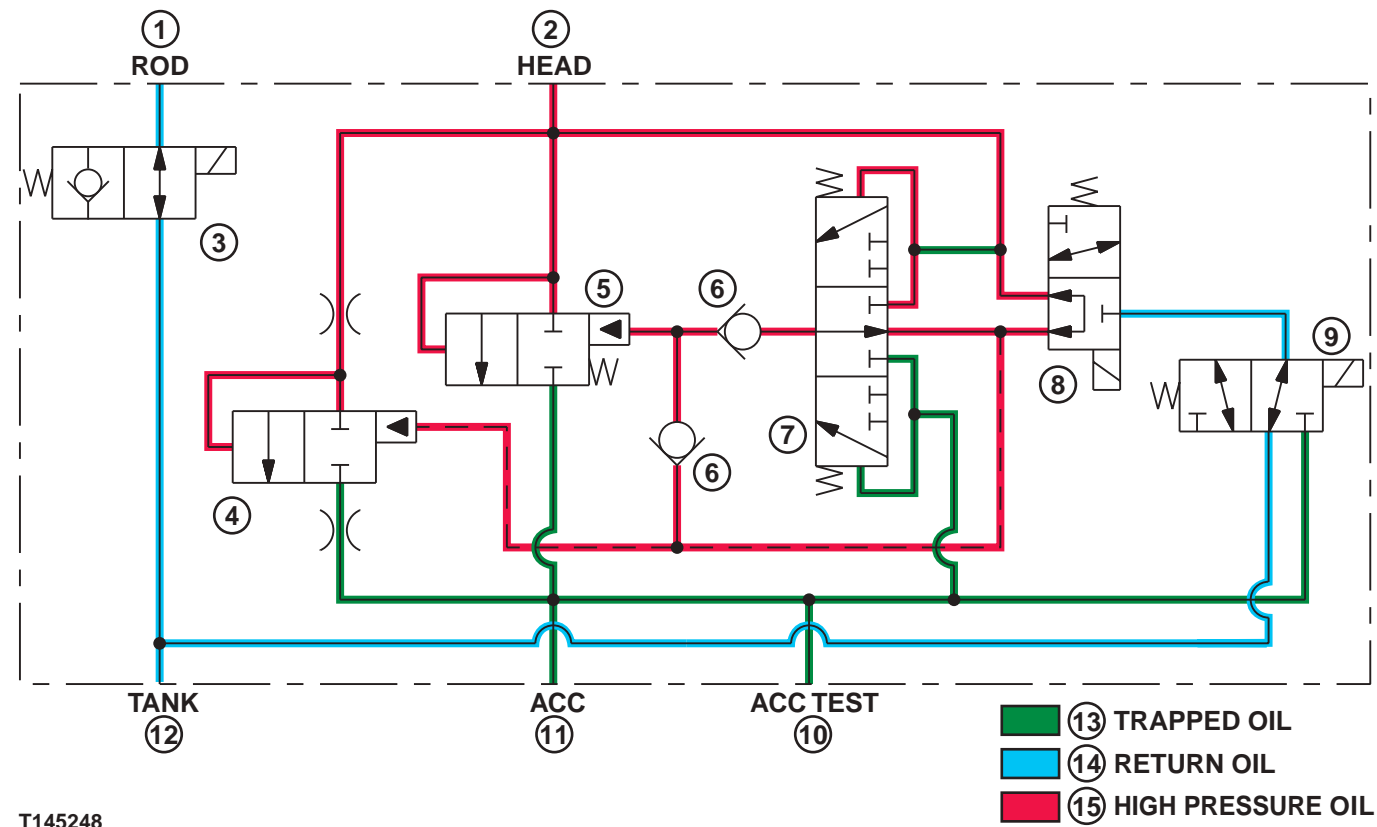 1
ROD
2
HEAD
3
4
5
6
6
7
8
9
TANK
12
ACC
11
ACC TEST
10
13 TRAPPED OIL
14 RETURN OIL
15 HIGH PRESSURE OIL
T145248